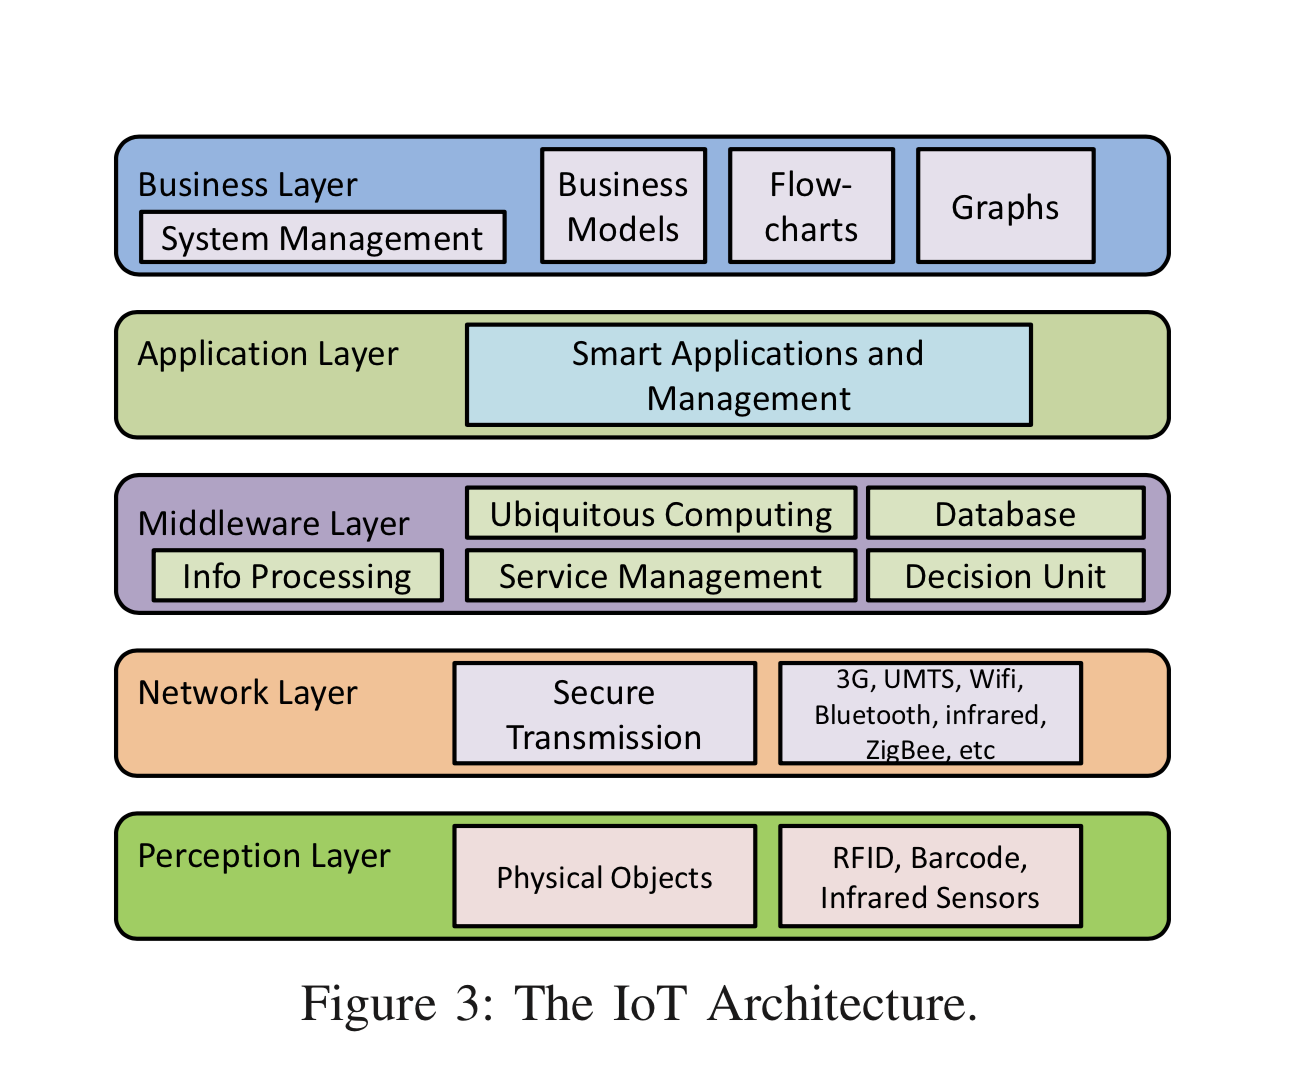 Business Layer
System Management
Business
Models
Flow-
charts
Graphs
Application Layer
Smart Applications and
Management
Middleware Layer
Info Processing
Ubiquitous Computing
Database
Service Management
Decision Unit
Network Layer
Secure
Transmission
3G, UMTS, Wifi,
Bluetooth, infrared,
ZigBee, etc
Perception Layer
Physical Objects
RFID, Barcode,
Infrared Sensors
Figure 3: The IoT Architecture.